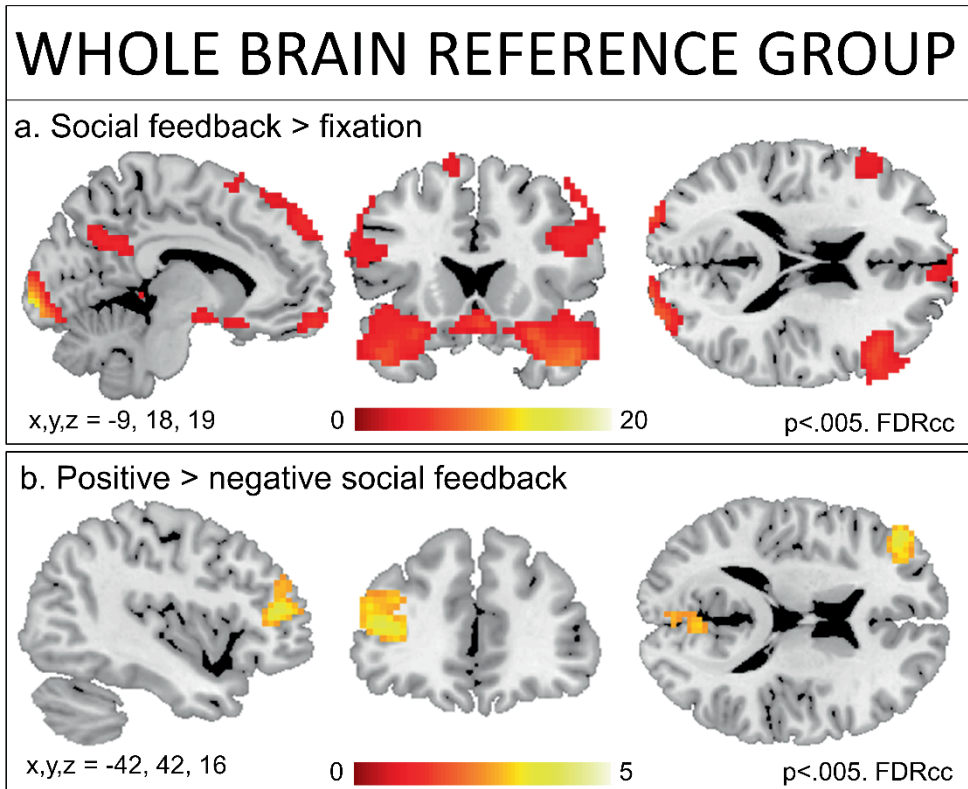 WHOLE BRAIN REFERENCE GROUP
a. Social feedback > fixation
x,y,z = -9, 18, 19
0
20
p<.005. FDRcc
b. Positive > negative social feedback
x,y,z = -42, 42, 16
0
5
p<.005. FDRcc